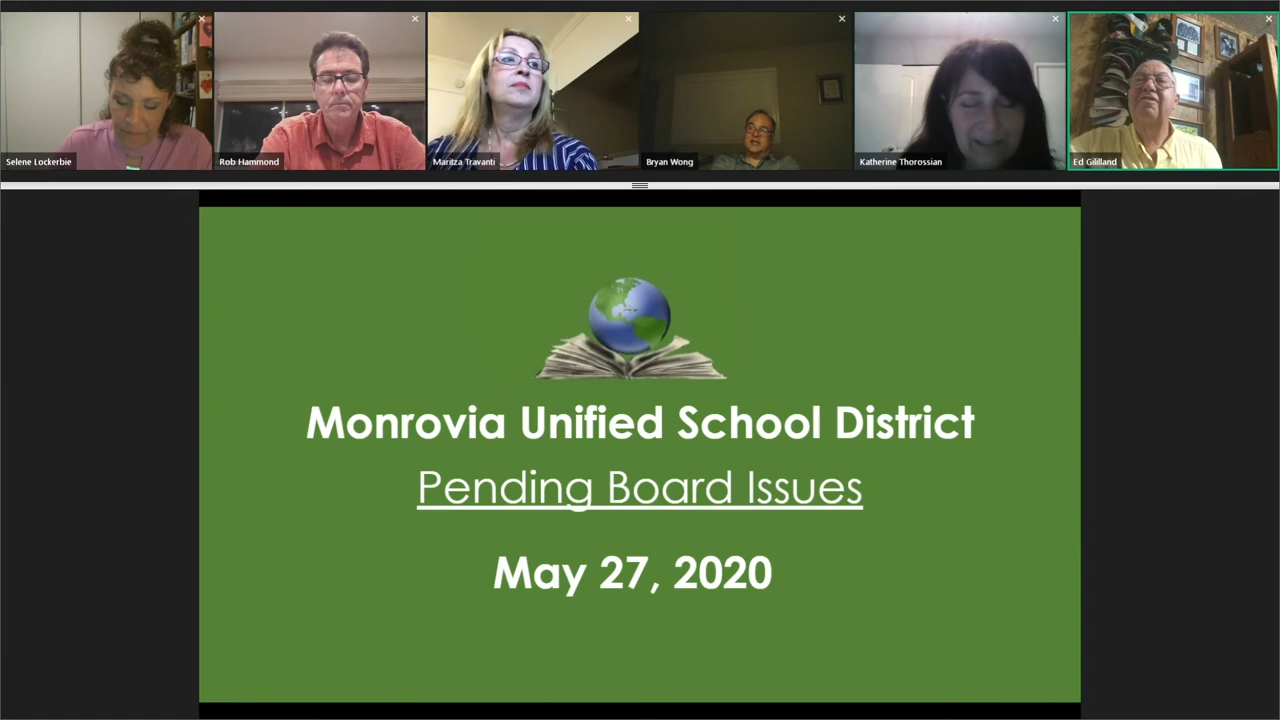 Selene Lockerbie
Rob Hammond
Maritza Travanti
Bryan Wong
Katherine Thorossian
Ed Gililland
Monrovia Unified School District
Pending Board Issues
May 27, 2020